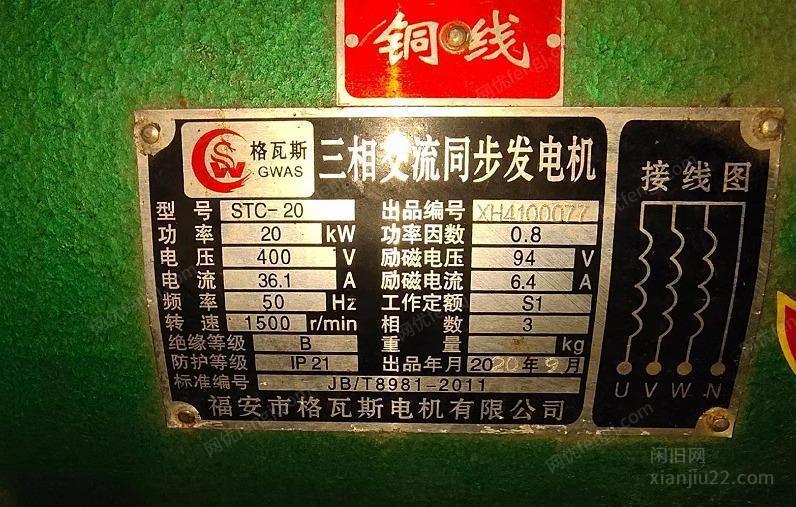 铜线
格瓦斯
GWAS
三相交流同步发电机
型号 STC-20 出品编号 XH4100077
功率 20 kW 功率因数 0.8
电压 400 V 励磁电压 94 V
电流 36.1 A 励磁电流 6.4 A
频率 50 Hz 工作定额 S1
转速 1500 r/min 相数 3
绝缘等级 B 重量 kg
防护等级 IP21 出品年月 2020年9月
标准编号 JB/T8981-2011
福安市格瓦斯电机有限公司
接线图
U V W N
闲旧网
xianjiu22.com